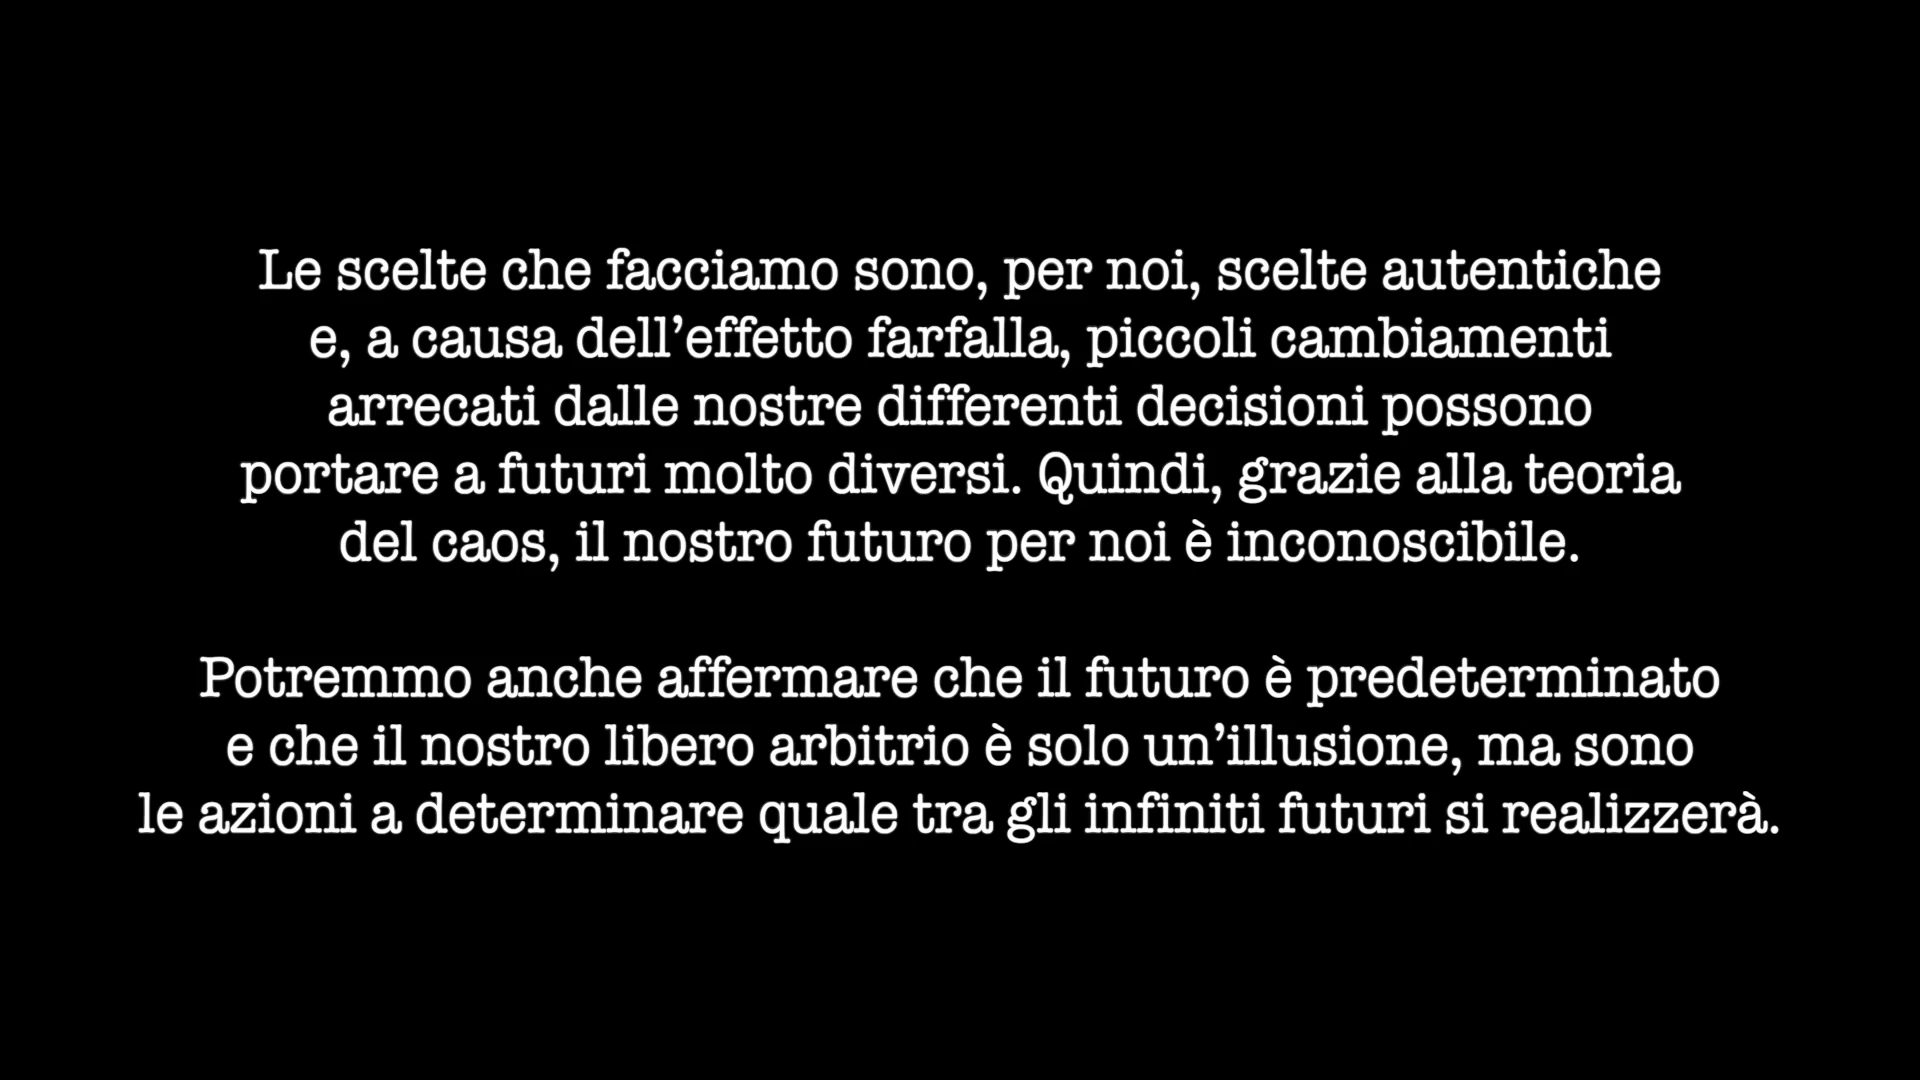 Le scelte che facciamo sono, per noi, scelte autentiche
e, a causa dell’effetto farfalla, piccoli cambiamenti
arrecati dalle nostre differenti decisioni possono
portare a futuri molto diversi. Quindi, grazie alla teoria
del caos, il nostro futuro per noi è inconoscibile.
Potremmo anche affermare che il futuro è predeterminato
e che il nostro libero arbitrio è solo un’illusione, ma sono
le azioni a determinare quale tra gli infiniti futuri si realizzerà.